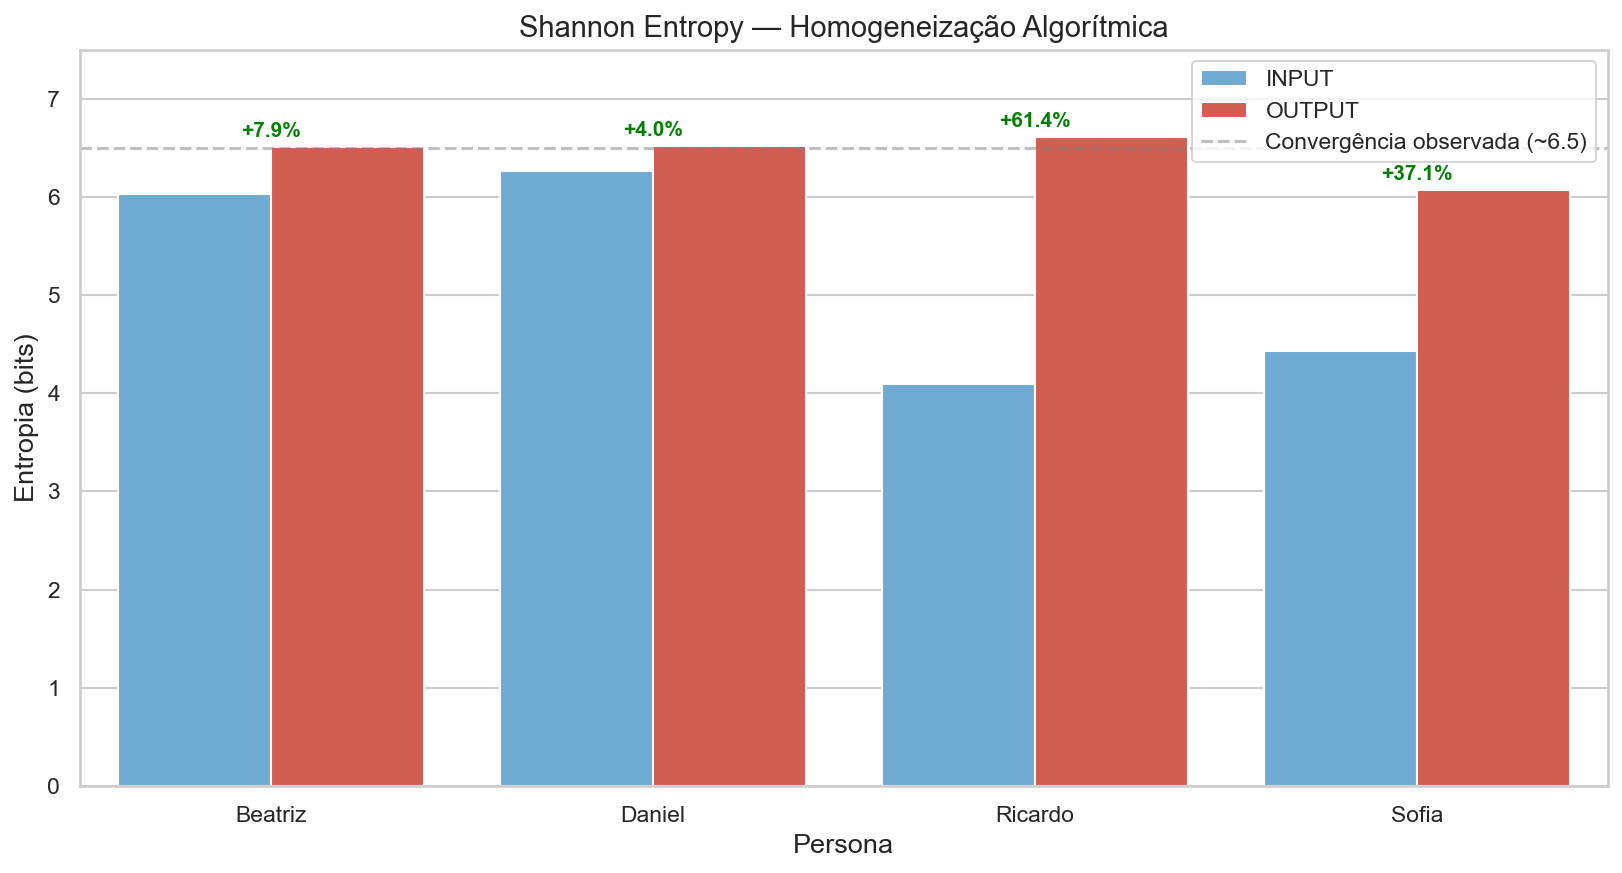 Shannon Entropy — Homogeneização Algorítmica
INPUT
OUTPUT
Convergência observada (~6.5)
+7.9%
+4.0%
+61.4%
+37.1%
Entropia (bits)
7
6
5
4
3
2
1
0
Beatriz
Daniel
Ricardo
Sofia
Persona